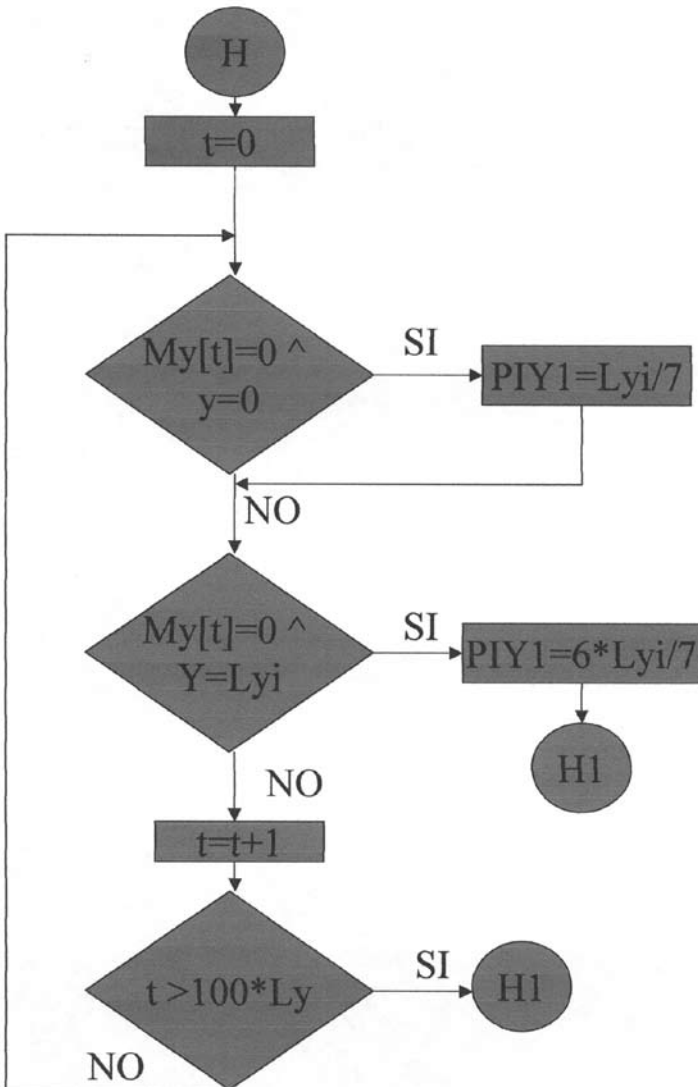 H
t=0
My[t]=0 ^
y=0
SI
PIY1=Lyi/7
NO
My[t]=0 ^
Y=Lyi
SI
PIY1=6*Lyi/7
H1
NO
t=t+1
t >100*Ly
SI
H1
NO